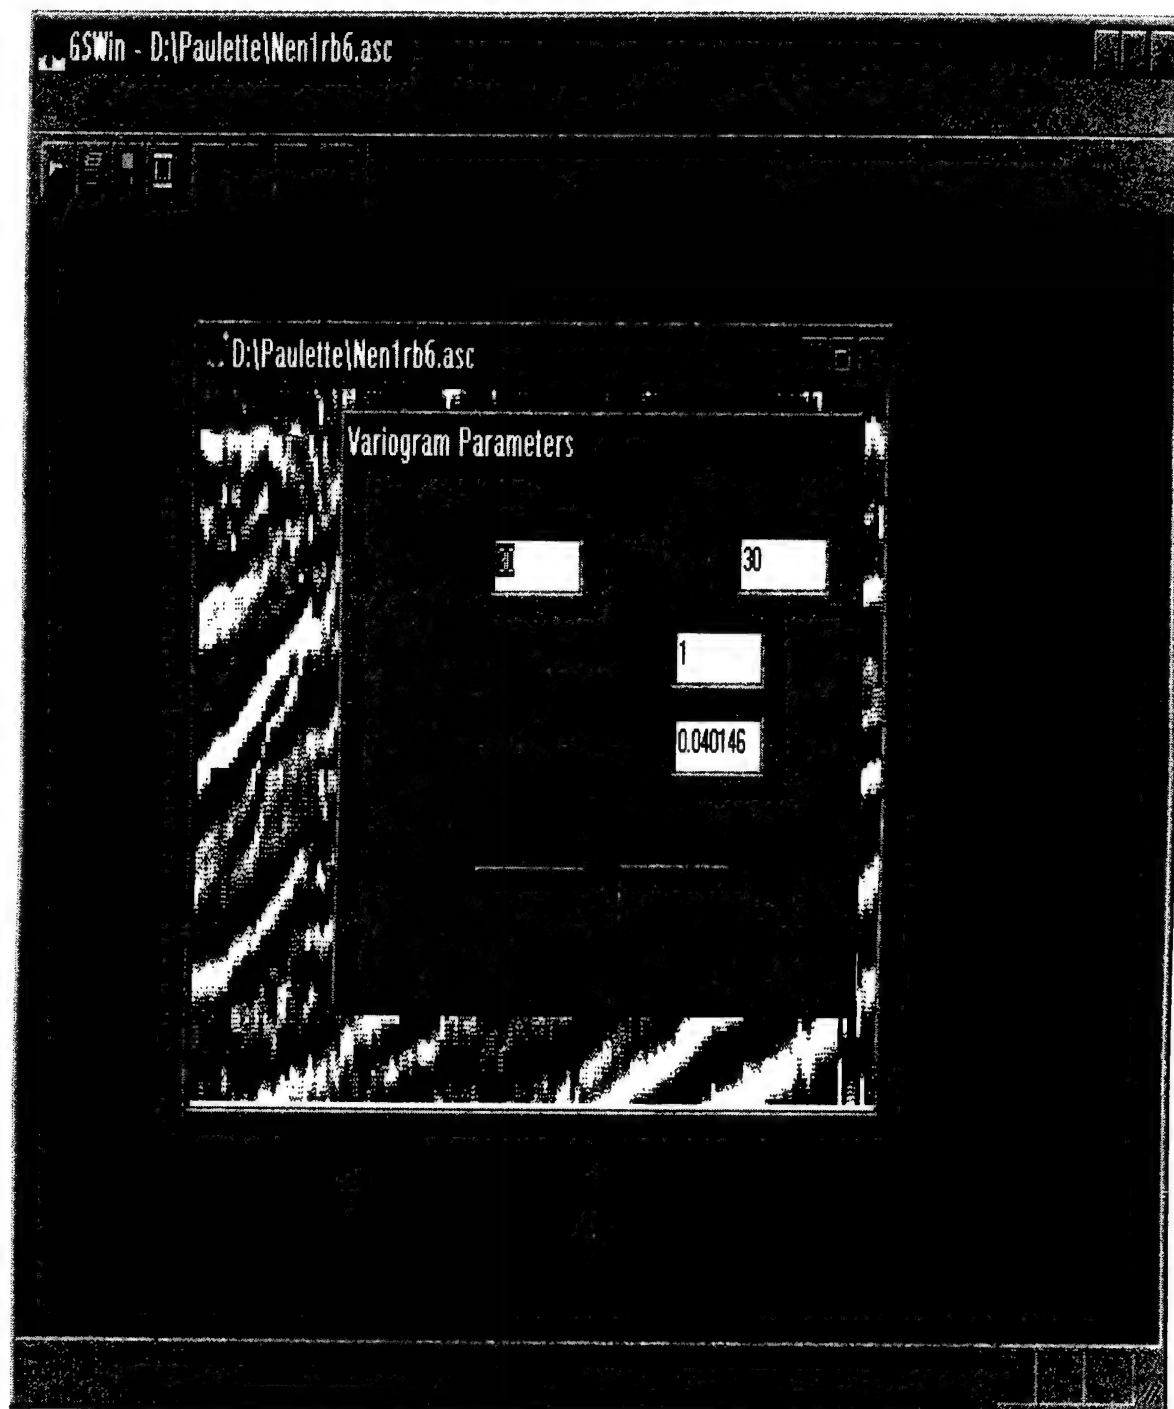 GSWin - D:\Paulette\Nen1rb6.asc
D:\Paulette\Nen1rb6.asc
Variogram Parameters
30
1
0.040146